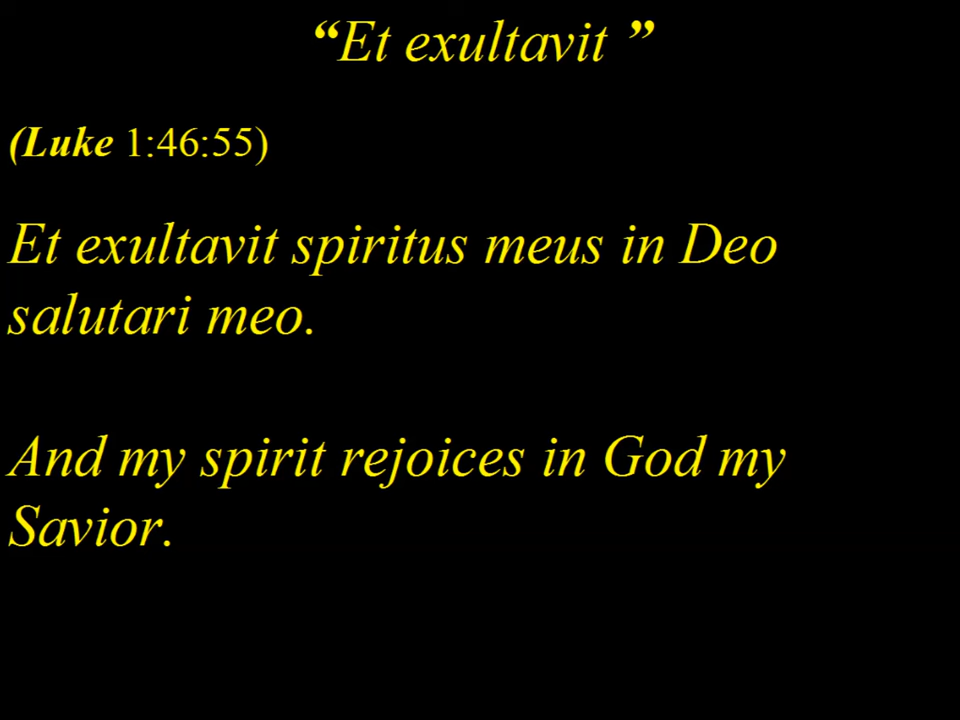 “Et exultavit ”
(Luke 1:46:55)
Et exultavit spiritus meus in Deo
salutari meo.
And my spirit rejoices in God my
Savior.